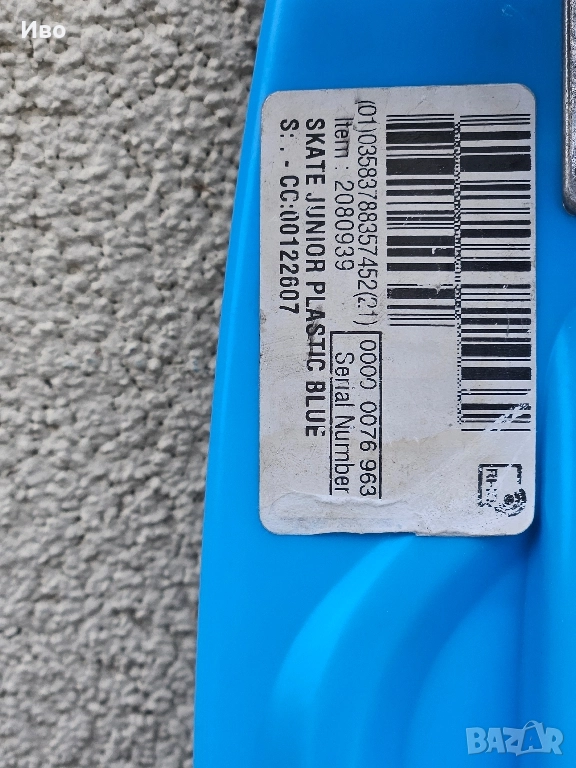 Иво
(01)03583788357452(21)
0000 0076 963
Item : 2080939
Serial Number
SKATE JUNIOR PLASTIC BLUE
S: . - CC:00122607
BAZAR